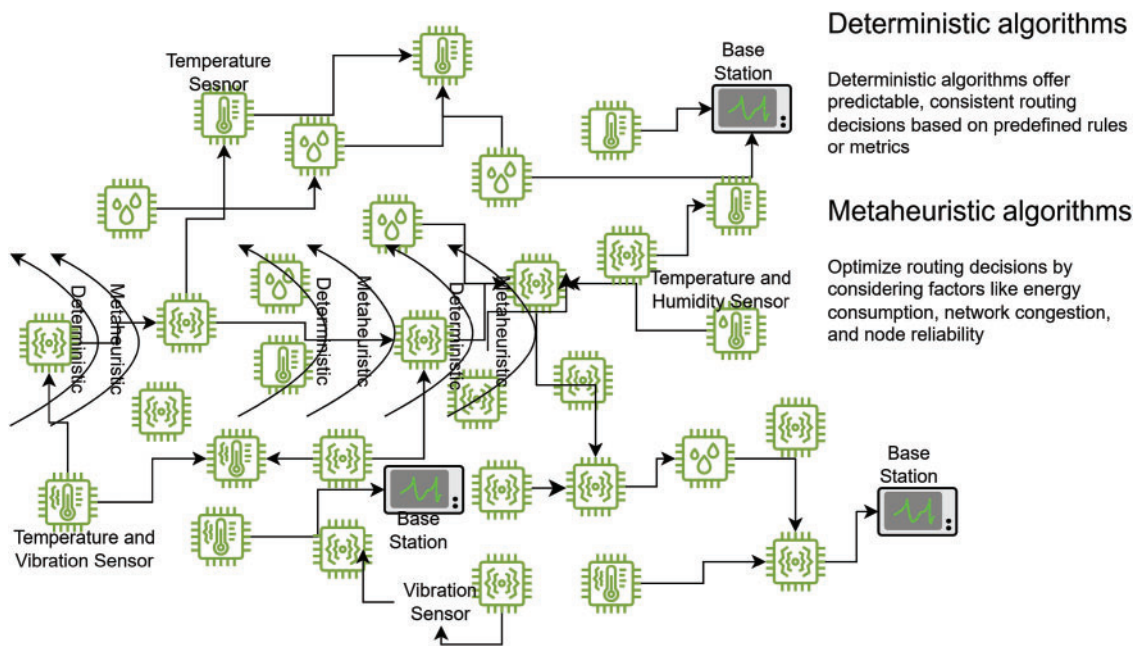 Deterministic algorithms
Deterministic algorithms offer
predictable, consistent routing
decisions based on predefined rules
or metrics
Metaheuristic algorithms
Optimize routing decisions by
considering factors like energy
consumption, network congestion,
and node reliability
Temperature
Sesnor
Base
Station
Temperature and
Humidity Sensor
Deterministic
Metaheuristic
Deterministic
Metaheuristic
Deterministic
Metaheuristic
Base
Station
Base
Station
Temperature and
Vibration Sensor
Vibration
Sensor